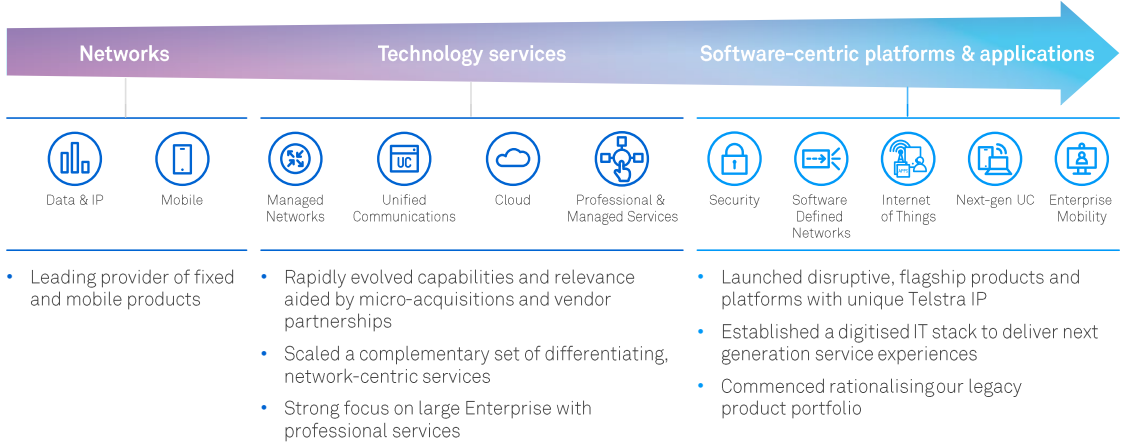 Networks
Technology services
Software-centric platforms & applications
Data & IP
Mobile
Managed
Networks
UC
Unified
Communications
Cloud
Professional &
Managed Services
Security
Software
Defined
Networks
Internet
of Things
Next-gen UC
Enterprise
Mobility
• Leading provider of fixed
and mobile products
• Rapidly evolved capabilities and relevance
aided by micro-acquisitions and vendor
partnerships
• Scaled a complementary set of differentiating,
network-centric services
• Strong focus on large Enterprise with
professional services
• Launched disruptive, flagship products and
platforms with unique Telstra IP
• Established a digitised IT stack to deliver next
generation service experiences
• Commenced rationalising our legacy
product portfolio